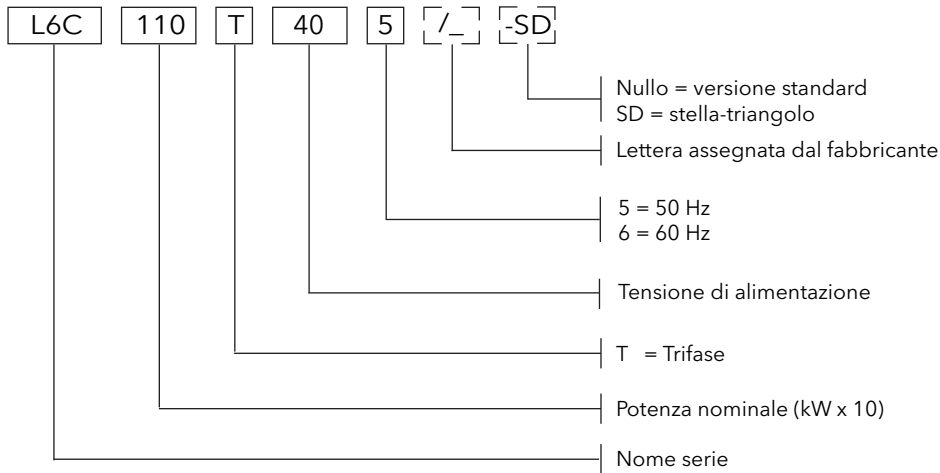 L6C 110 T 40 5 /_ -SD
Nullo = versione standard
SD = stella-triangolo
Lettera assegnata dal fabbricante
5 = 50 Hz
6 = 60 Hz
Tensione di alimentazione
T = Trifase
Potenza nominale (kW x 10)
Nome serie